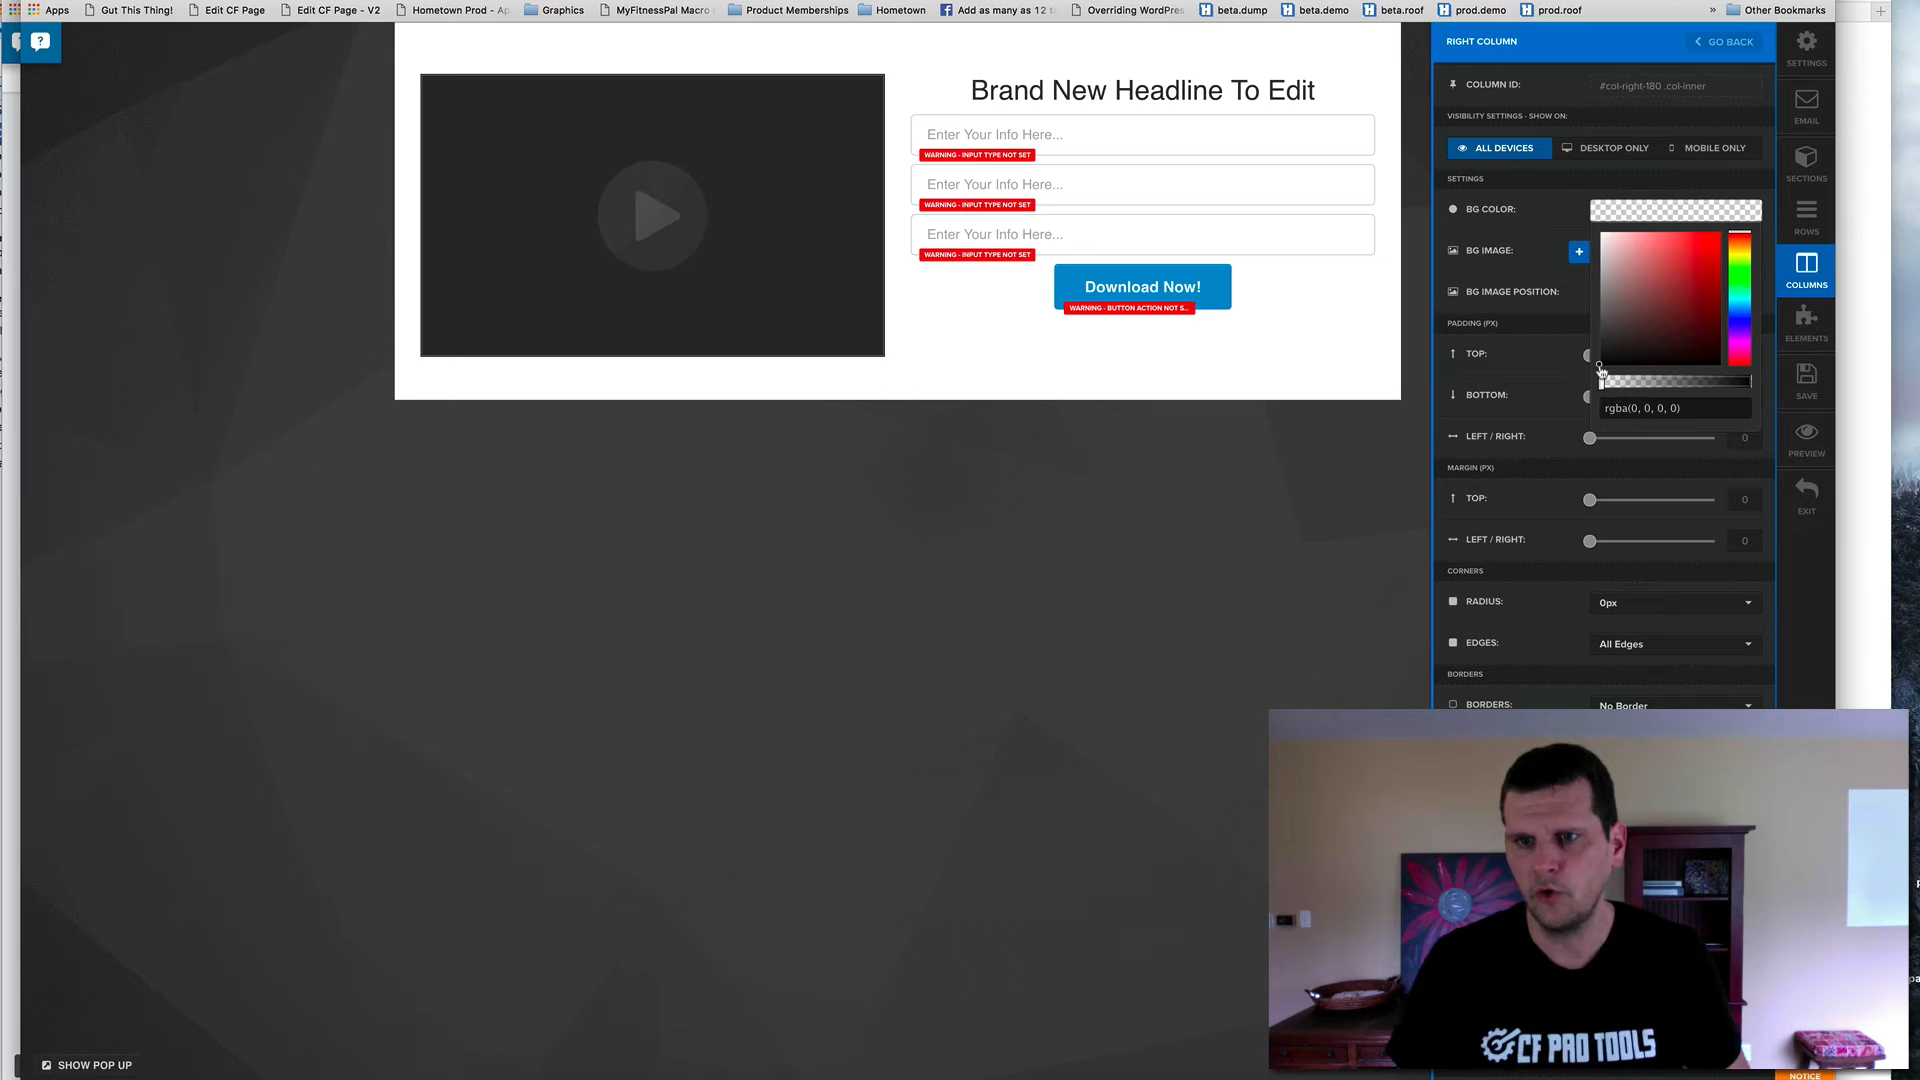 Apps
Gut This Thing!
Edit CF Page
Edit CF Page - V2
Hometown Prod - Ap
Graphics
MyFitnessPal Macro
Product Memberships
Hometown
Add as many as 12 t
Overriding WordPres
beta.dump
beta.demo
beta.roof
prod.demo
prod.roof
»
Other Bookmarks
RIGHT COLUMN
GO BACK
SETTINGS
COLUMN ID:
#col-right-180 .col-inner
EMAIL
VISIBILITY SETTINGS - SHOW ON:
ALL DEVICES
DESKTOP ONLY
MOBILE ONLY
SETTINGS
SECTIONS
BG COLOR:
ROWS
BG IMAGE:
+
COLUMNS
BG IMAGE POSITION:
PADDING (PX)
ELEMENTS
TOP:
BOTTOM:
SAVE
rgba(0, 0, 0, 0)
LEFT / RIGHT:
0
PREVIEW
MARGIN (PX)
TOP:
0
EXIT
LEFT / RIGHT:
0
CORNERS
RADIUS:
0px
EDGES:
All Edges
BORDERS
BORDERS:
No Border
Brand New Headline To Edit
Enter Your Info Here...
WARNING - INPUT TYPE NOT SET
Enter Your Info Here...
WARNING - INPUT TYPE NOT SET
Enter Your Info Here...
WARNING - INPUT TYPE NOT SET
Download Now!
WARNING - BUTTON ACTION NOT S...
CF PRO TOOLS
SHOW POP UP
NOTICE